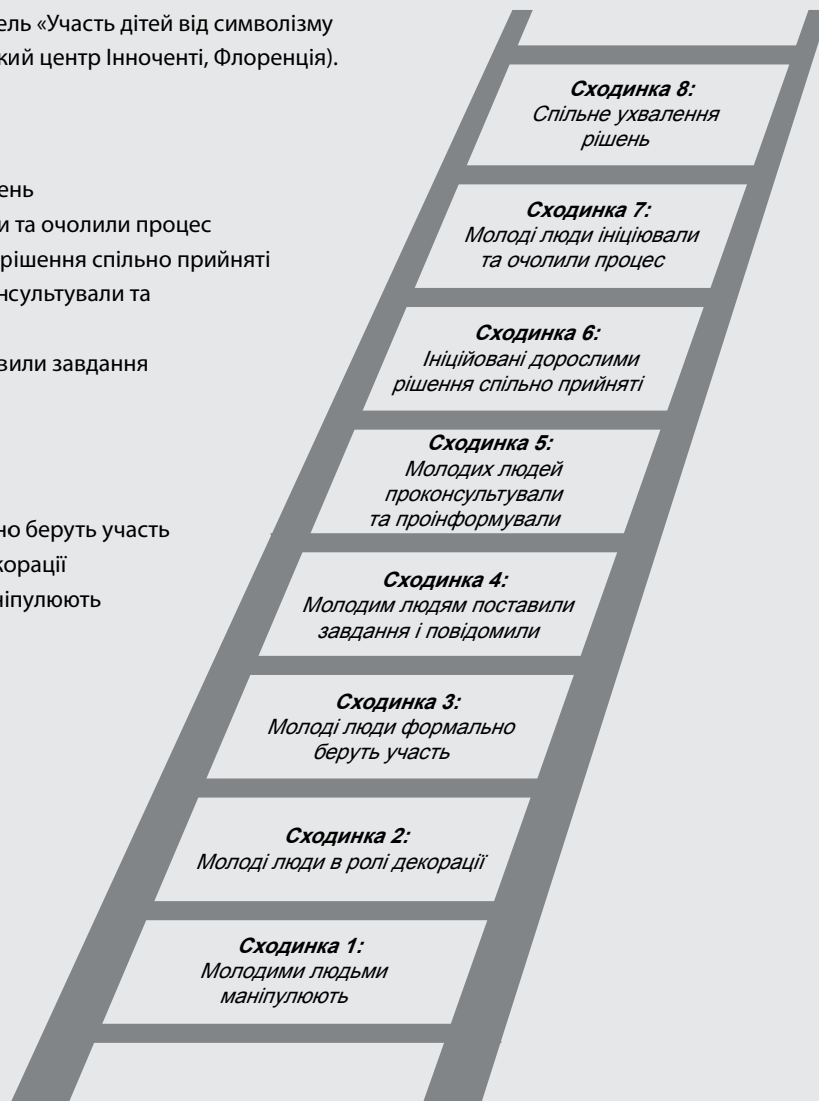 ель «Участь дітей від символізму
кий центр Інноченті, Флоренція).
ень
и та очолили процес
рішення спільно прийняті
нсультували та
вили завдання
но беруть участь
корації
ніпулюють
Сходинка 8:
Спільне ухвалення
рішень
Сходинка 7:
Молоді люди ініціювали
та очолили процес
Сходинка 6:
Ініційовані дорослими
рішення спільно прийняті
Сходинка 5:
Молодих людей
проконсультували
та проінформували
Сходинка 4:
Молодим людям поставили
завдання і повідомили
Сходинка 3:
Молоді люди формально
беруть участь
Сходинка 2:
Молоді люди в ролі декорації
Сходинка 1:
Молодими людьми
маніпулюють